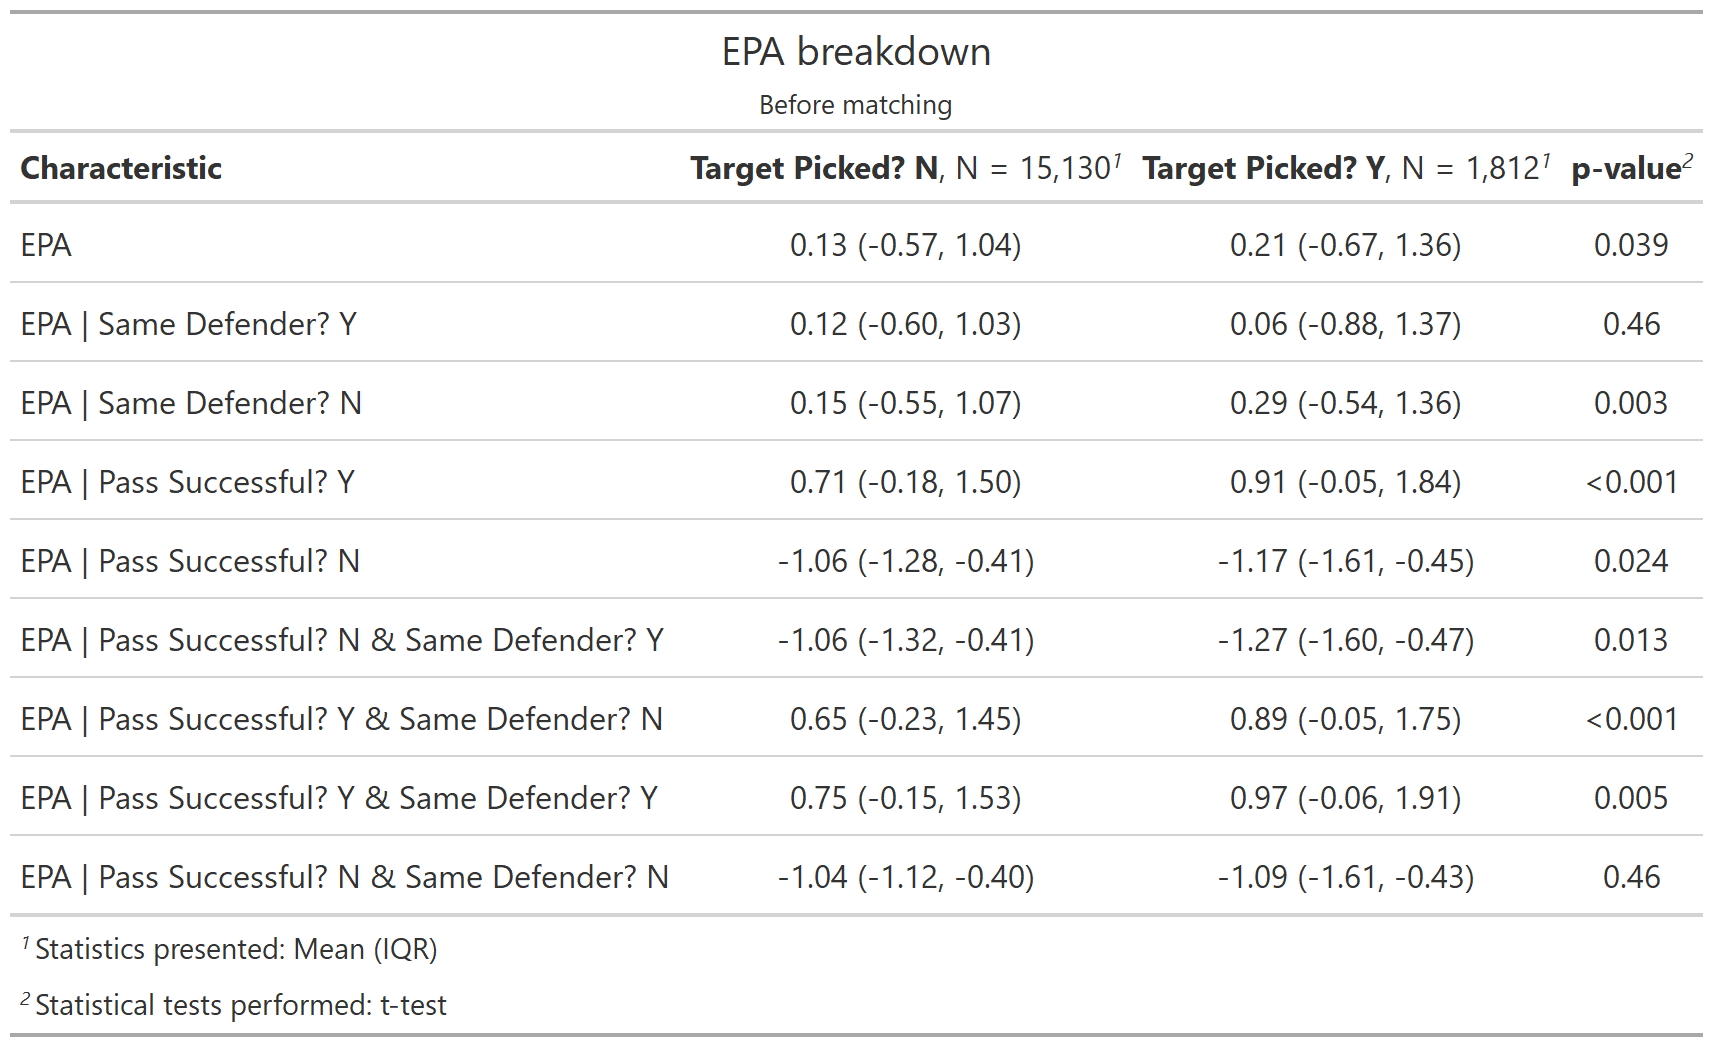 EPA breakdown
Before matching
Characteristic Target Picked? N, N = 15,130¹ Target Picked? Y, N = 1,812¹ p-value²
EPA 0.13 (-0.57, 1.04) 0.21 (-0.67, 1.36) 0.039
EPA | Same Defender? Y 0.12 (-0.60, 1.03) 0.06 (-0.88, 1.37) 0.46
EPA | Same Defender? N 0.15 (-0.55, 1.07) 0.29 (-0.54, 1.36) 0.003
EPA | Pass Successful? Y 0.71 (-0.18, 1.50) 0.91 (-0.05, 1.84) <0.001
EPA | Pass Successful? N -1.06 (-1.28, -0.41) -1.17 (-1.61, -0.45) 0.024
EPA | Pass Successful? N & Same Defender? Y -1.06 (-1.32, -0.41) -1.27 (-1.60, -0.47) 0.013
EPA | Pass Successful? Y & Same Defender? N 0.65 (-0.23, 1.45) 0.89 (-0.05, 1.75) <0.001
EPA | Pass Successful? Y & Same Defender? Y 0.75 (-0.15, 1.53) 0.97 (-0.06, 1.91) 0.005
EPA | Pass Successful? N & Same Defender? N -1.04 (-1.12, -0.40) -1.09 (-1.61, -0.43) 0.46
¹ Statistics presented: Mean (IQR)
² Statistical tests performed: t-test